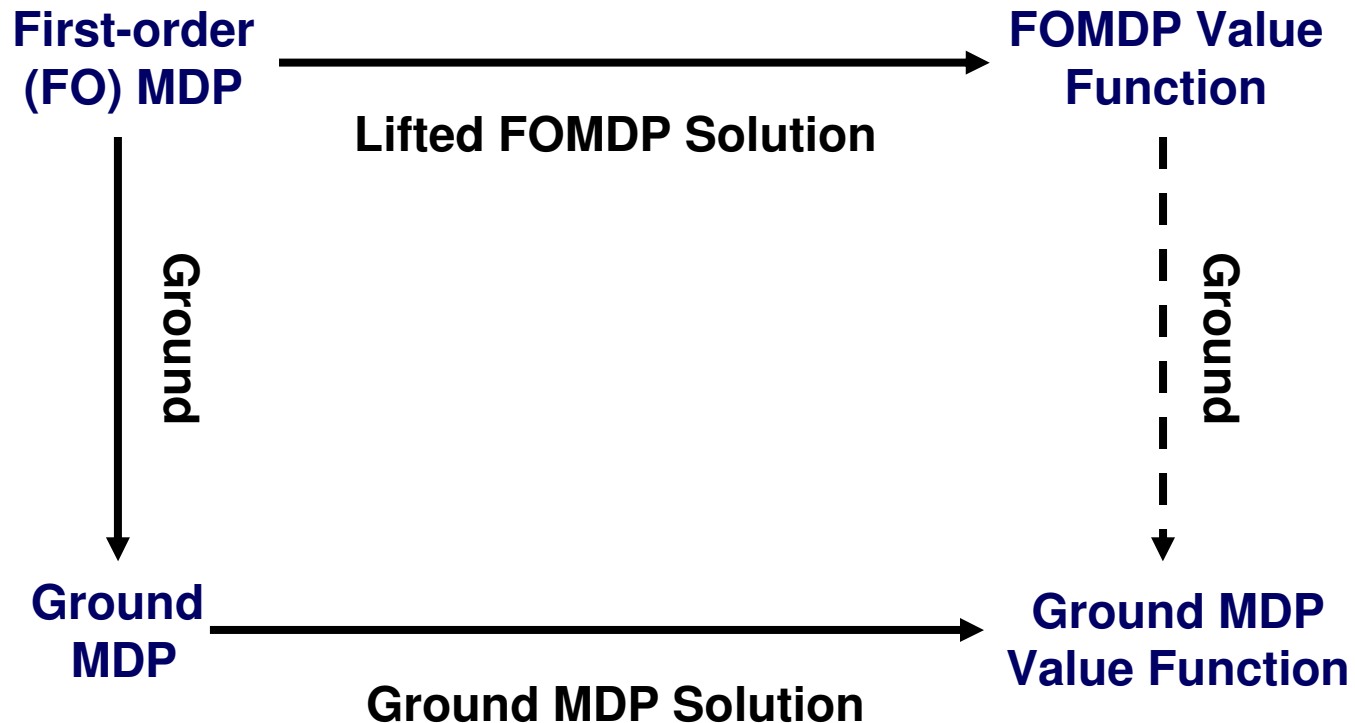 First-order
(FO) MDP
FOMDP Value
Function
Lifted FOMDP Solution
Ground
Ground
Ground
MDP
Ground MDP
Value Function
Ground MDP Solution